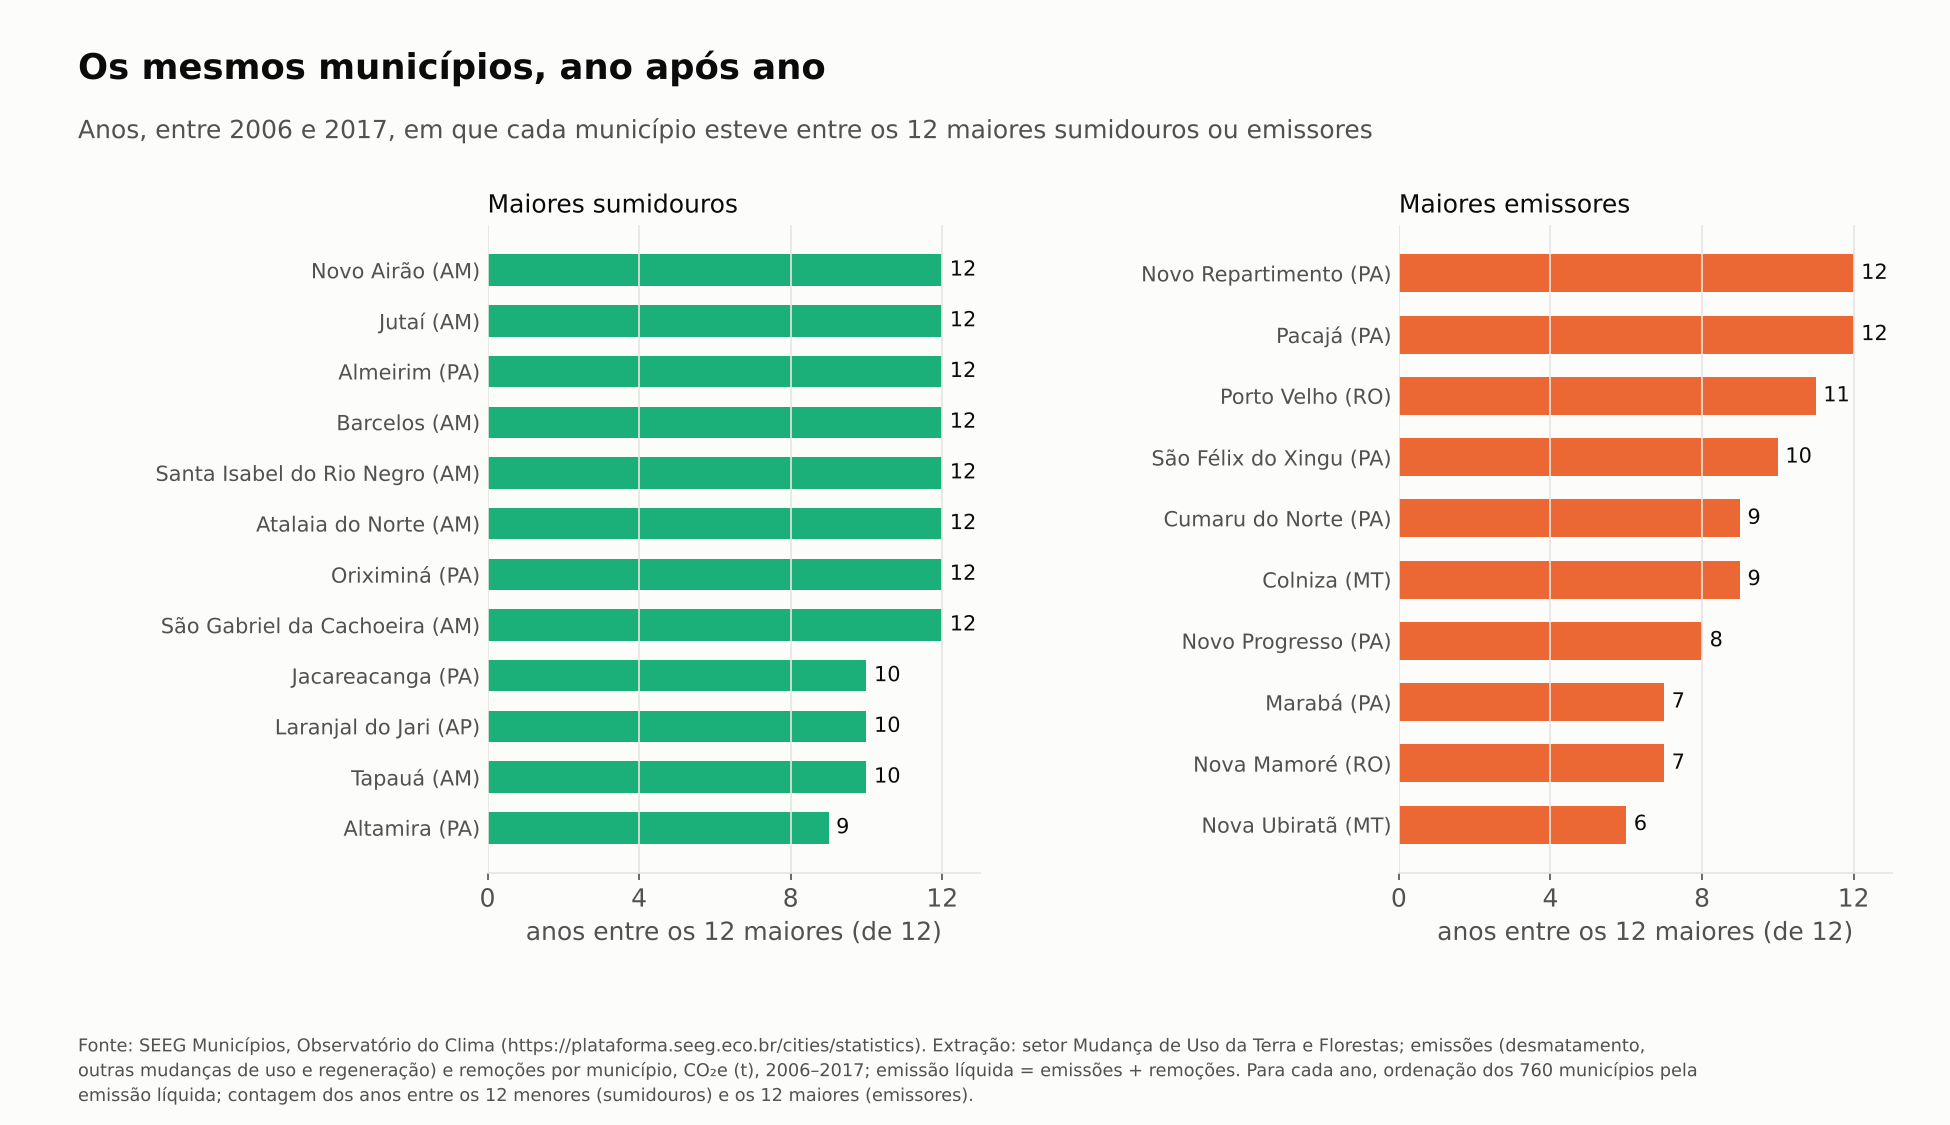 Os mesmos municípios, ano após ano
Anos, entre 2006 e 2017, em que cada município esteve entre os 12 maiores sumidouros ou emissores
Maiores sumidouros
Novo Airão (AM) 12
Jutaí (AM) 12
Almeirim (PA) 12
Barcelos (AM) 12
Santa Isabel do Rio Negro (AM) 12
Atalaia do Norte (AM) 12
Oriximiná (PA) 12
São Gabriel da Cachoeira (AM) 12
Jacareacanga (PA) 10
Laranjal do Jari (AP) 10
Tapauá (AM) 10
Altamira (PA) 9
0 4 8 12
anos entre os 12 maiores (de 12)
Maiores emissores
Novo Repartimento (PA) 12
Pacajá (PA) 12
Porto Velho (RO) 11
São Félix do Xingu (PA) 10
Cumaru do Norte (PA) 9
Colniza (MT) 9
Novo Progresso (PA) 8
Marabá (PA) 7
Nova Mamoré (RO) 7
Nova Ubiratã (MT) 6
0 4 8 12
anos entre os 12 maiores (de 12)
Fonte: SEEG Municípios, Observatório do Clima (https://plataforma.seeg.eco.br/cities/statistics). Extração: setor Mudança de Uso da Terra e Florestas; emissões (desmatamento,
outras mudanças de uso e regeneração) e remoções por município, CO₂e (t), 2006–2017; emissão líquida = emissões + remoções. Para cada ano, ordenação dos 760 municípios pela
emissão líquida; contagem dos anos entre os 12 menores (sumidouros) e os 12 maiores (emissores).